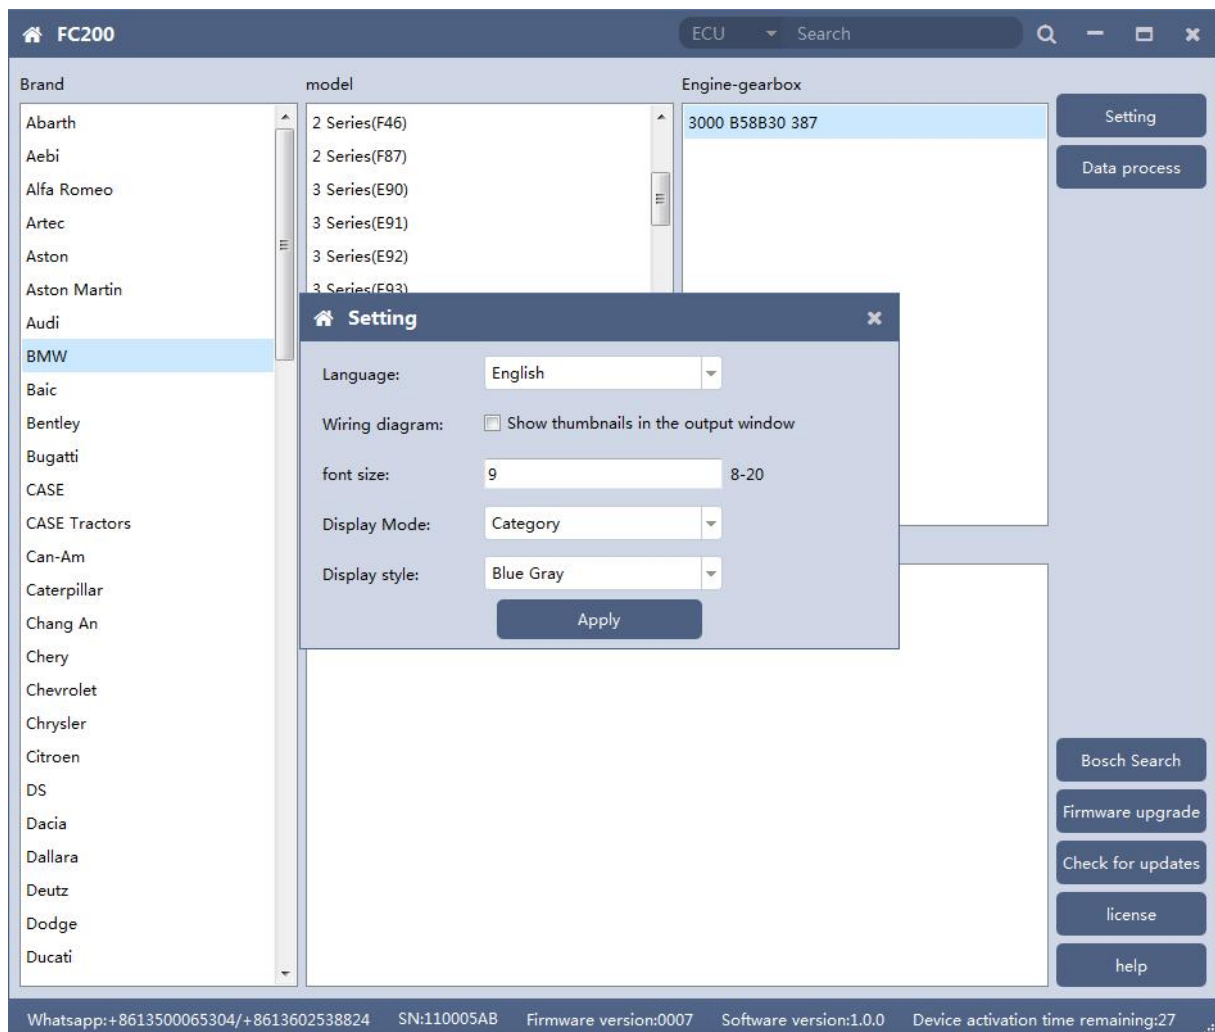 FC200
ECU Search
Brand
Abarth
Aebi
Alfa Romeo
Artec
Aston
Aston Martin
Audi
BMW
Baic
Bentley
Bugatti
CASE
CASE Tractors
Can-Am
Caterpillar
Chang An
Chery
Chevrolet
Chrysler
Citroen
DS
Dacia
Dallara
Deutz
Dodge
Ducati
model
2 Series(F46)
2 Series(F87)
3 Series(E90)
3 Series(E91)
3 Series(E92)
3 Series(E93)
Engine-gearbox
3000 B58B30 387
Setting
Data process
Setting
Language: English
Wiring diagram: Show thumbnails in the output window
font size: 9 8-20
Display Mode: Category
Display style: Blue Gray
Apply
Bosch Search
Firmware upgrade
Check for updates
license
help
Whatsapp:+8613500065304/+8613602538824 SN:110005AB Firmware version:0007 Software version:1.0.0 Device activation time remaining:27